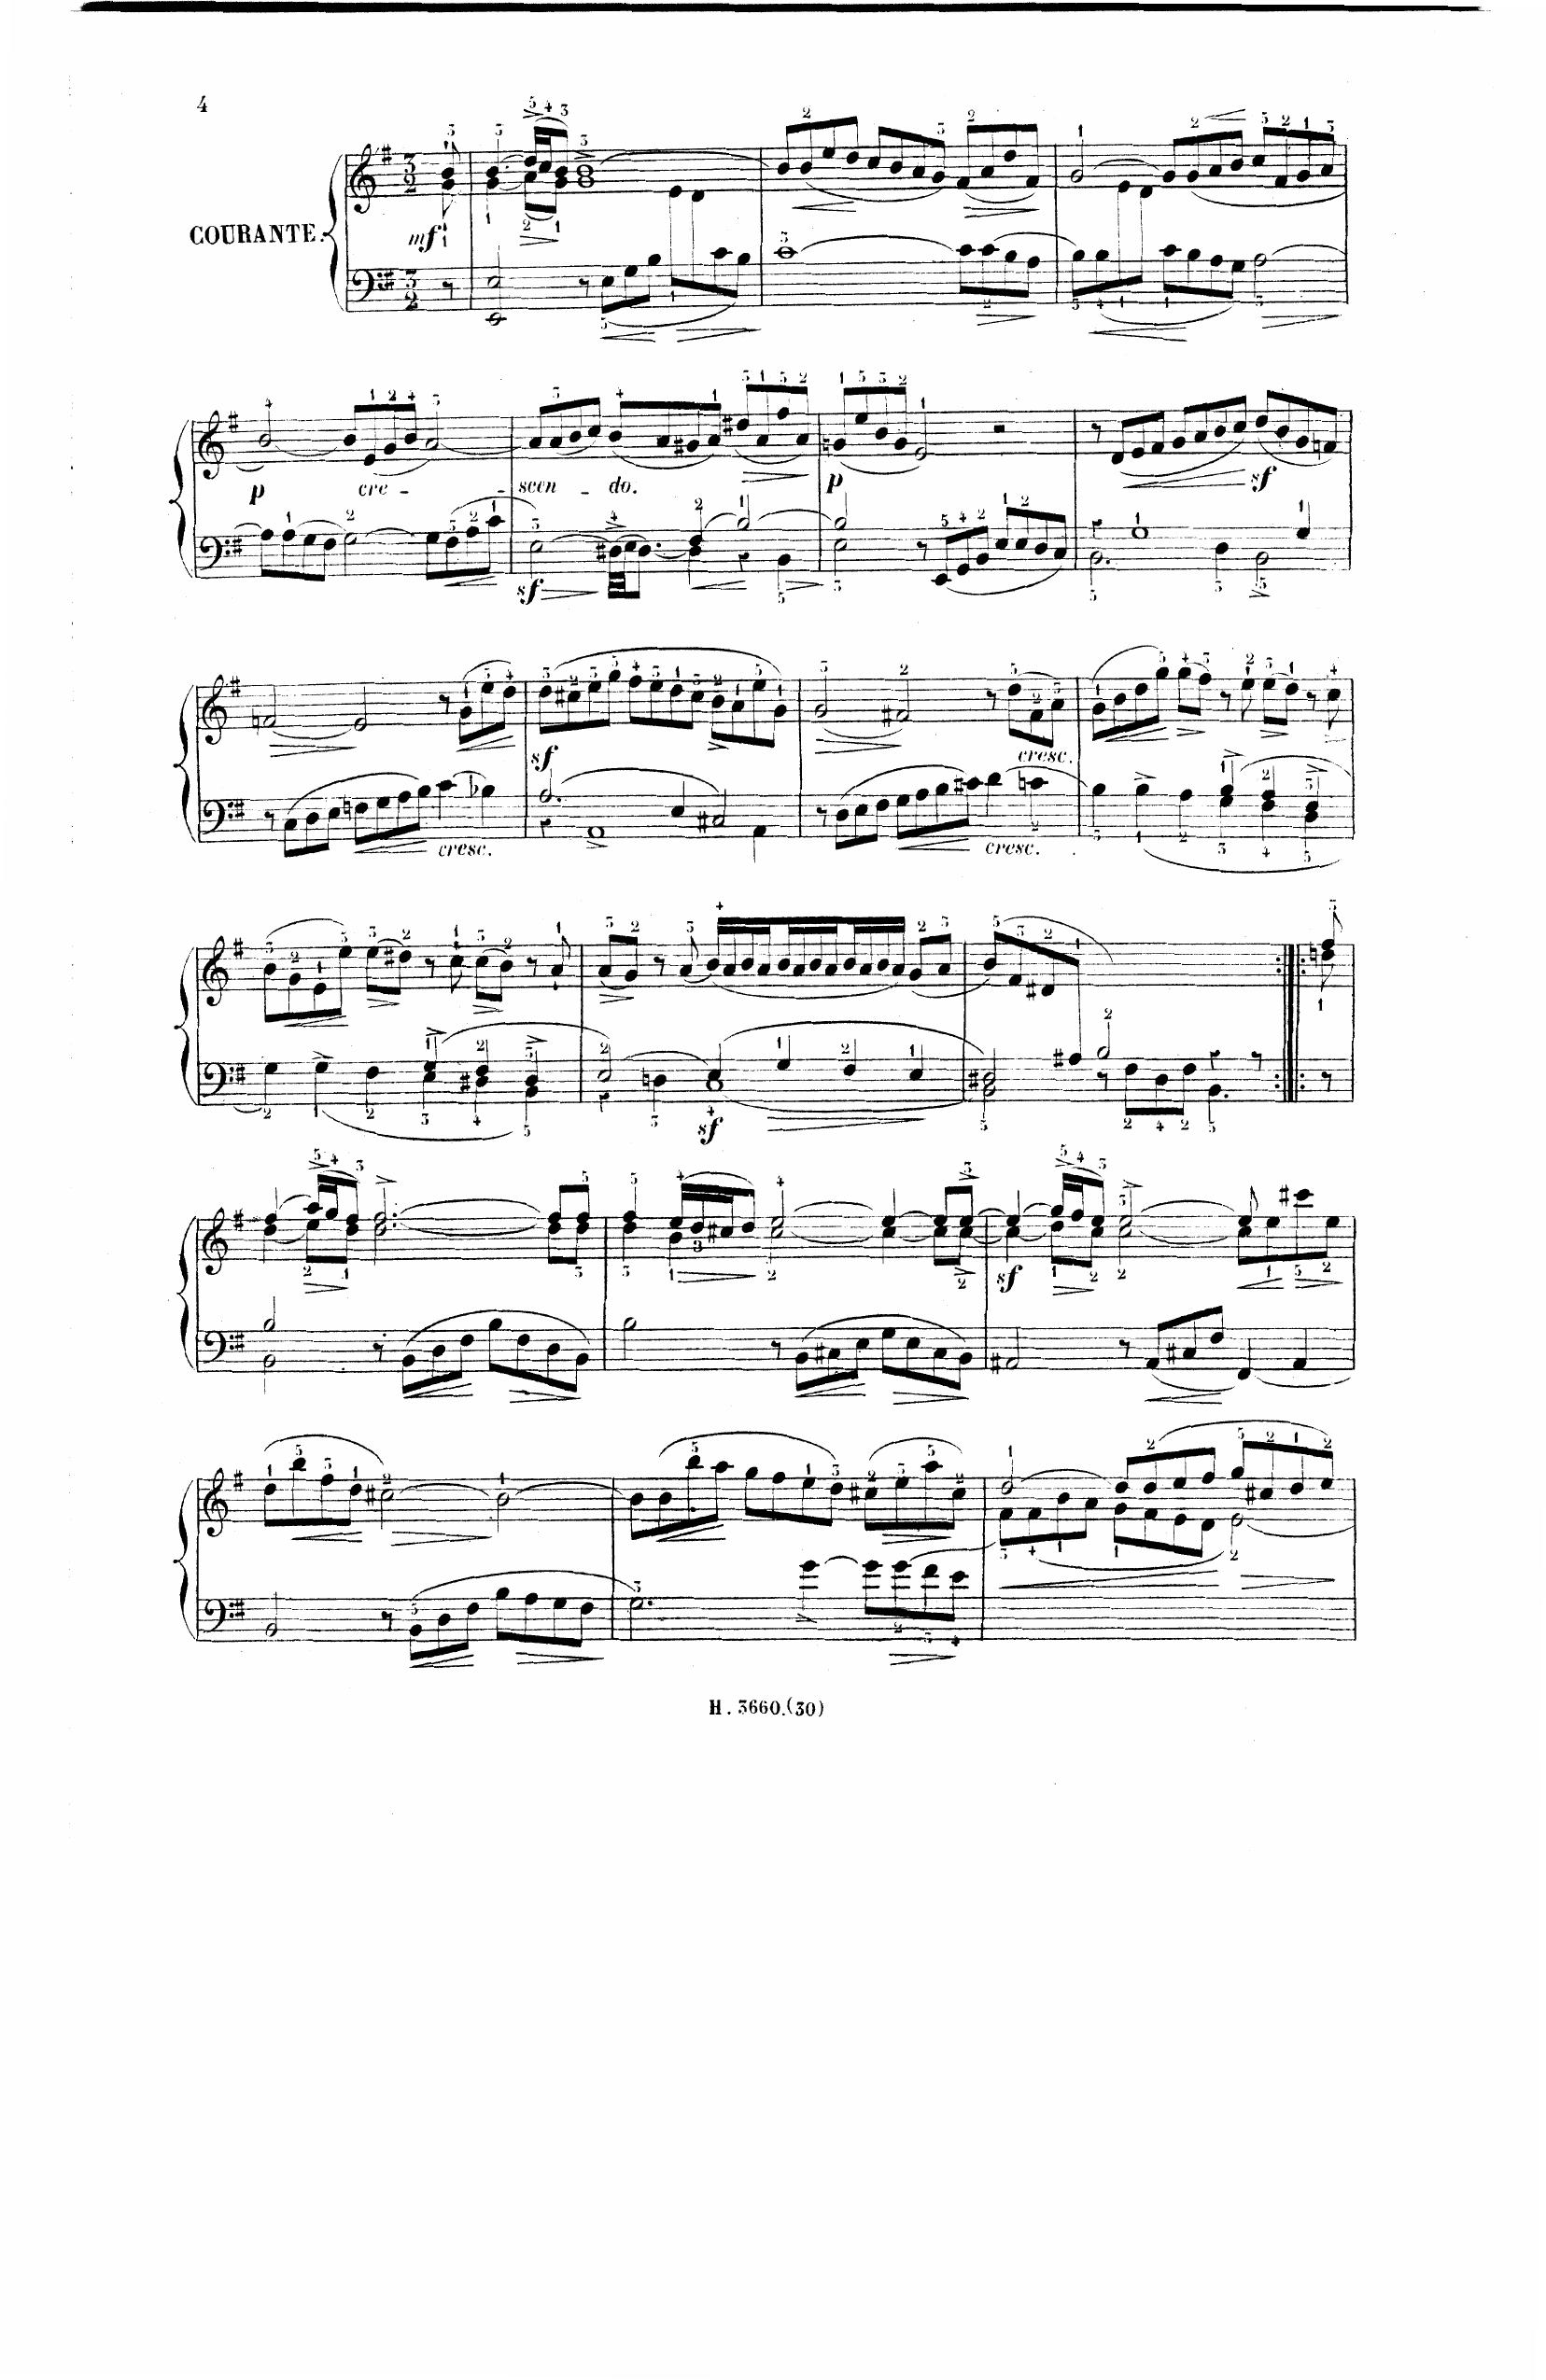 4
COURANTE.
mf
p cre - - scen - do. p sf
sf
sf cresc.
cresc. cresc.
sf
sf
H. 3660.(30)